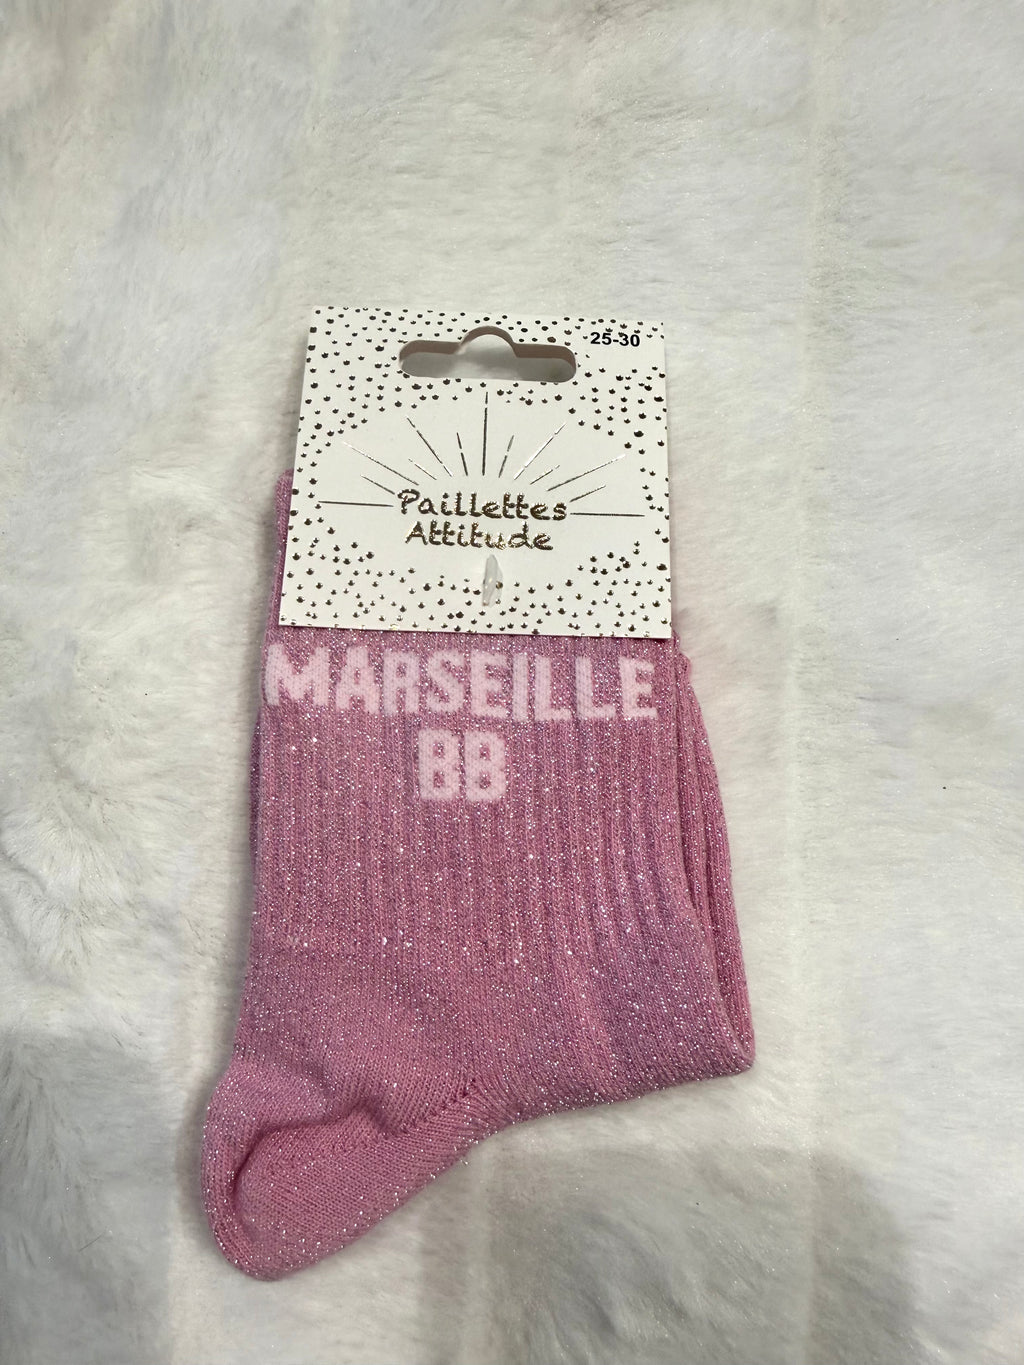 25-30
Paillettes
Attitude
MARSEILLE
BB